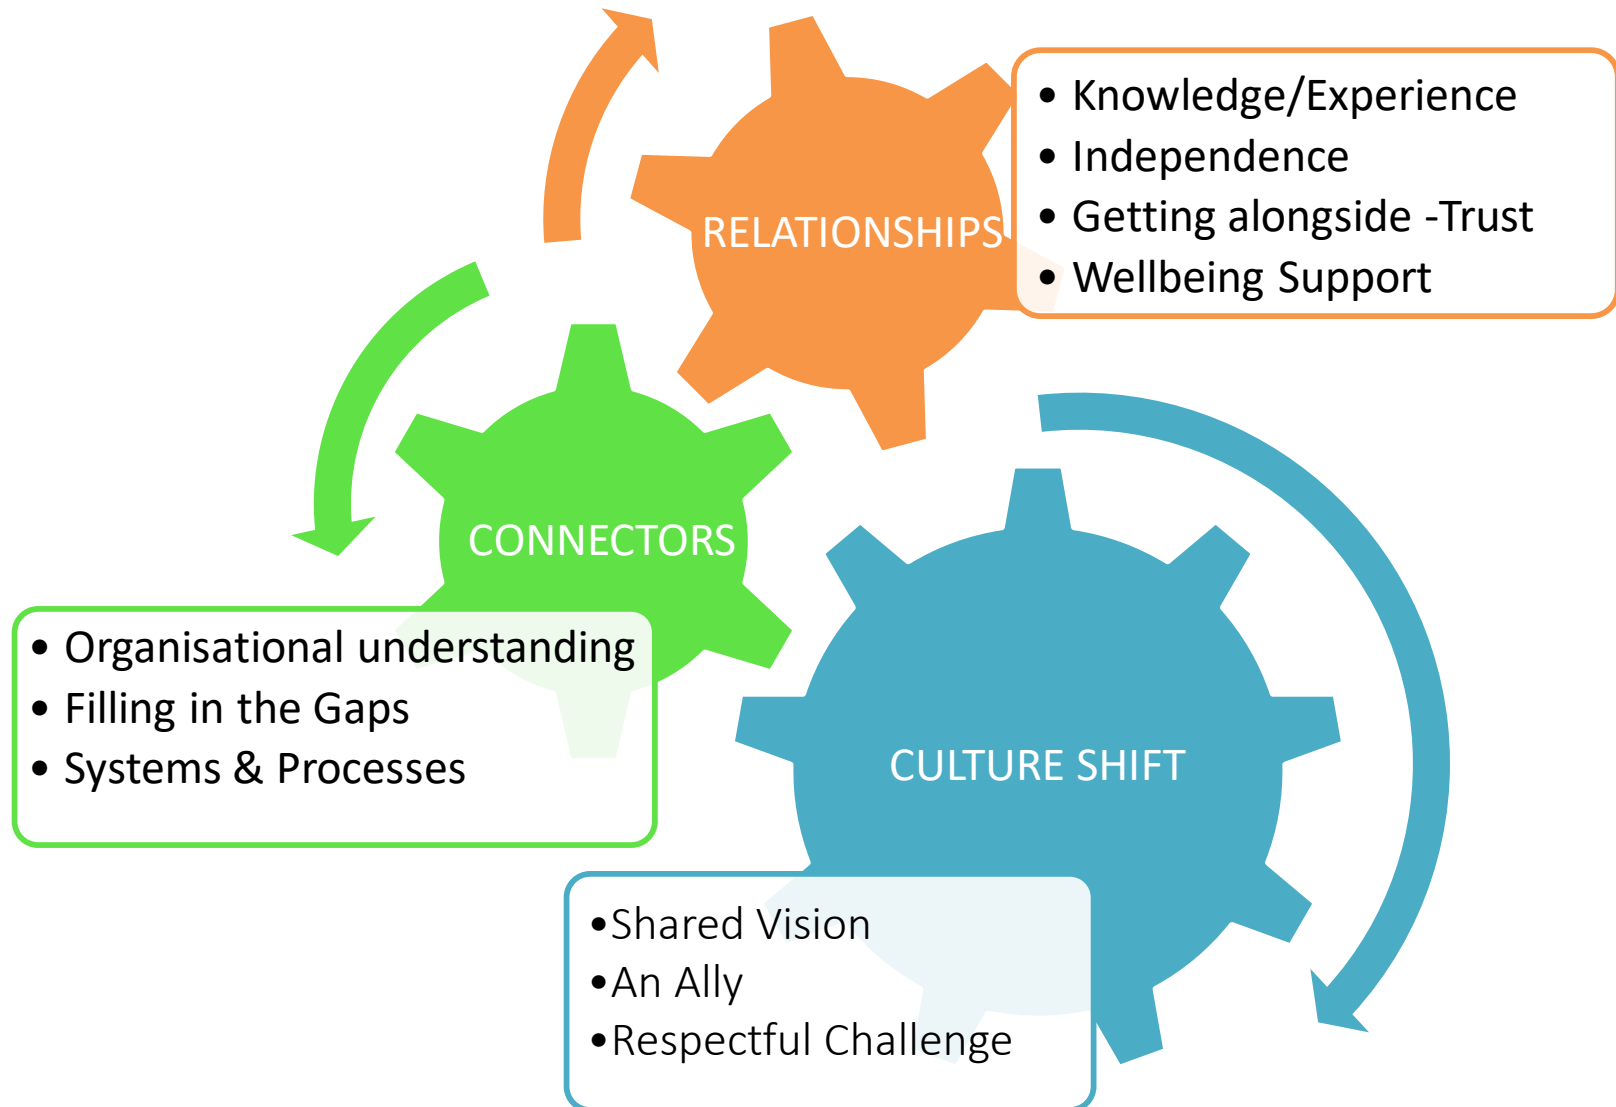 RELATIONSHIPS
• Knowledge/Experience
• Independence
• Getting alongside -Trust
• Wellbeing Support
CONNECTORS
• Organisational understanding
• Filling in the Gaps
• Systems & Processes
CULTURE SHIFT
•Shared Vision
•An Ally
•Respectful Challenge